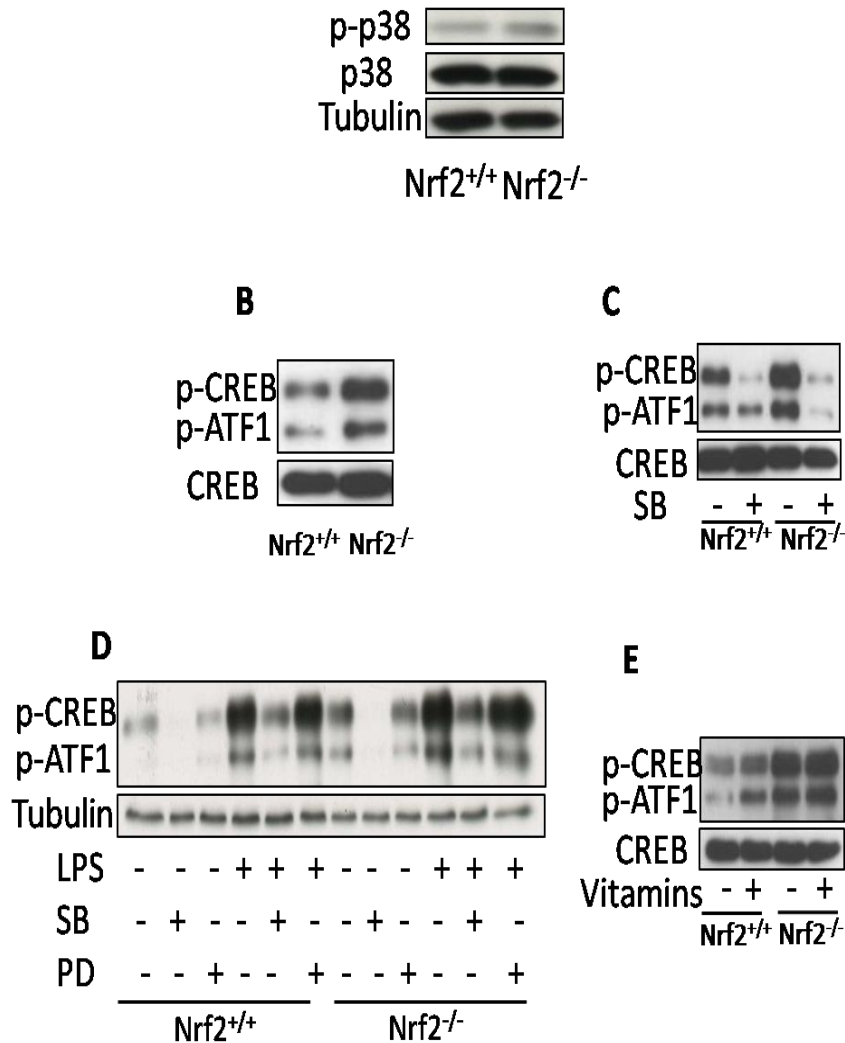 p-p38
p38
Tubulin
Nrf2+/+ Nrf2-/-
B
p-CREB
p-ATF1
CREB
Nrf2+/+ Nrf2-/-
C
p-CREB
p-ATF1
CREB
SB - + - +
Nrf2+/+ Nrf2-/-
D
p-CREB
p-ATF1
Tubulin
LPS - - - + + + - - - + + +
SB - + - - + - - + - - + -
PD - - + - - + - - + - - +
Nrf2+/+ Nrf2-/-
E
p-CREB
p-ATF1
CREB
Vitamins - + - +
Nrf2+/+ Nrf2-/-